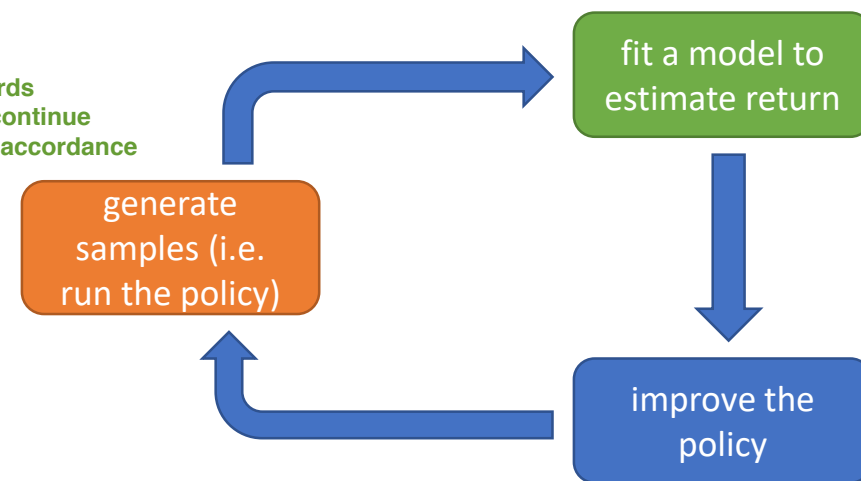 rds
continue
accordance
generate
samples (i.e.
run the policy)
fit a model to
estimate return
improve the
policy